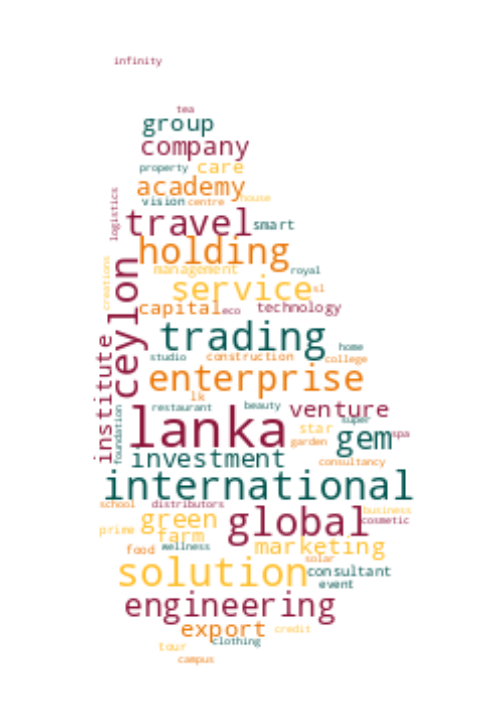 infinity
tea
group
company
property care
academy
vision centre house
logistics
travel smart
holding
management royal
creations
service sl
ceylon
capital eco technology
trading
home
studio construction college
institute
enterprise
lk
foundation
restaurant beauty venture
lanka
super
star
gem spa
garden
investment
consultancy
international
school distributors
green global business
cosmetic
prime farm
food wellness marketing
solar
solution consultant
event
engineering
export credit
clothing
tour
campus